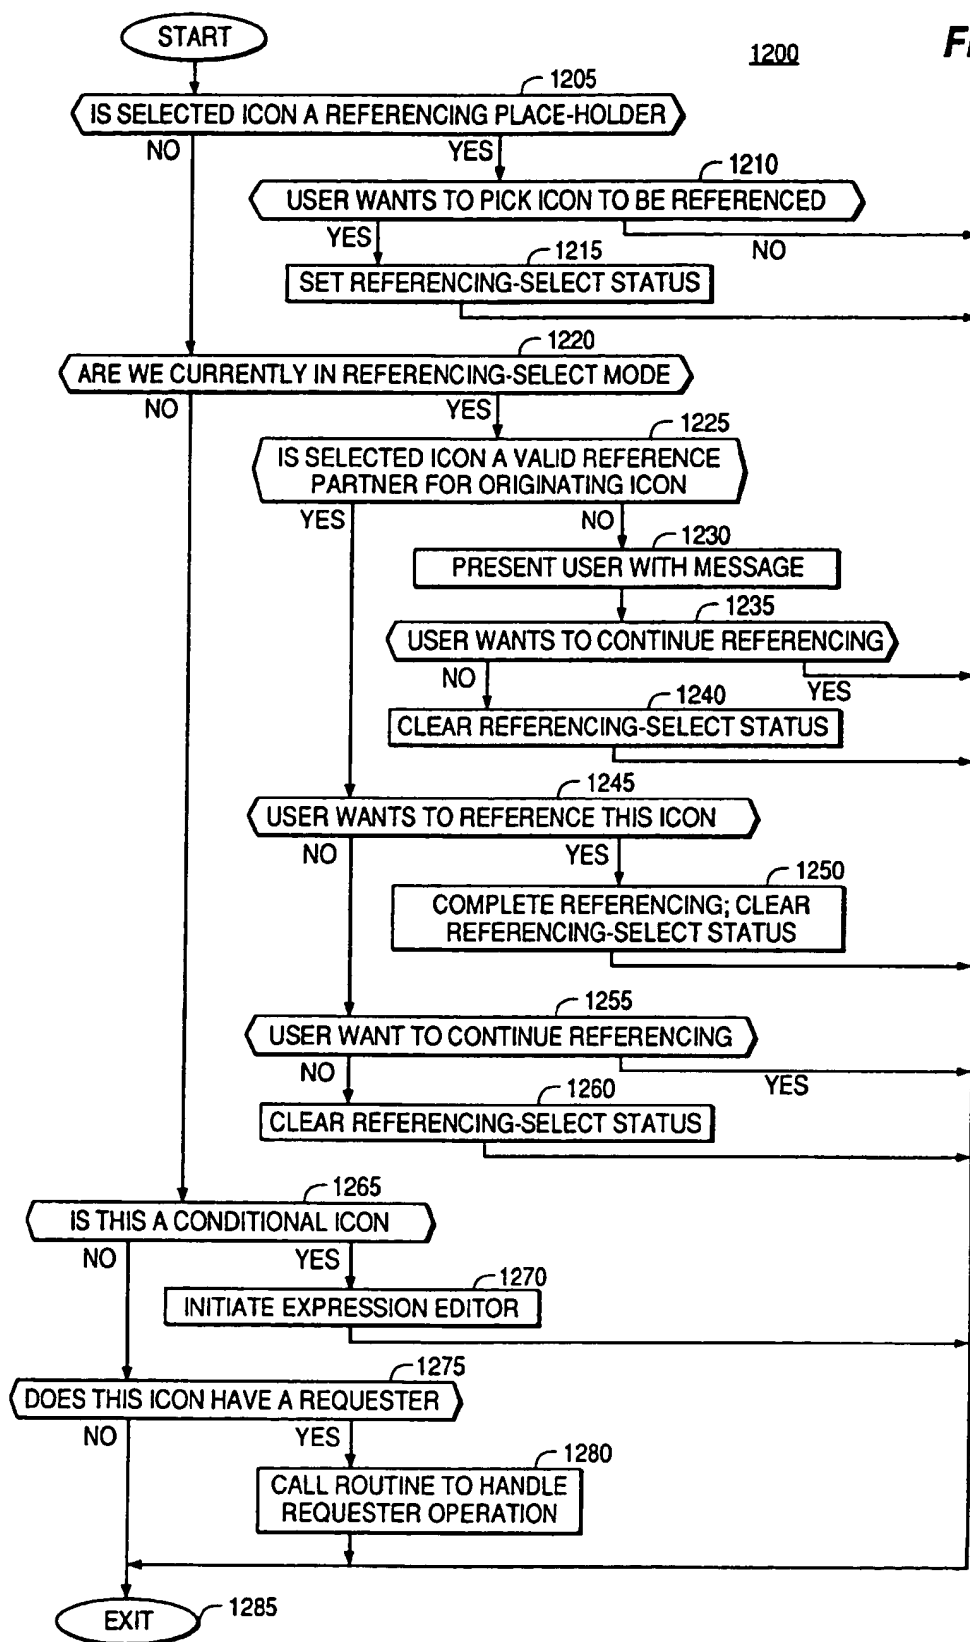 START
1200
1205
IS SELECTED ICON A REFERENCING PLACE-HOLDER
NO
YES
1210
USER WANTS TO PICK ICON TO BE REFERENCED
YES
NO
1215
SET REFERENCING-SELECT STATUS
1220
ARE WE CURRENTLY IN REFERENCING-SELECT MODE
NO
YES
1225
IS SELECTED ICON A VALID REFERENCE
PARTNER FOR ORIGINATING ICON
YES
NO
1230
PRESENT USER WITH MESSAGE
1235
USER WANTS TO CONTINUE REFERENCING
NO
YES
1240
CLEAR REFERENCING-SELECT STATUS
1245
USER WANTS TO REFERENCE THIS ICON
NO
YES
1250
COMPLETE REFERENCING; CLEAR
REFERENCING-SELECT STATUS
1255
USER WANT TO CONTINUE REFERENCING
NO
YES
1260
CLEAR REFERENCING-SELECT STATUS
1265
IS THIS A CONDITIONAL ICON
NO
YES
1270
INITIATE EXPRESSION EDITOR
1275
DOES THIS ICON HAVE A REQUESTER
NO
YES
1280
CALL ROUTINE TO HANDLE
REQUESTER OPERATION
EXIT
1285